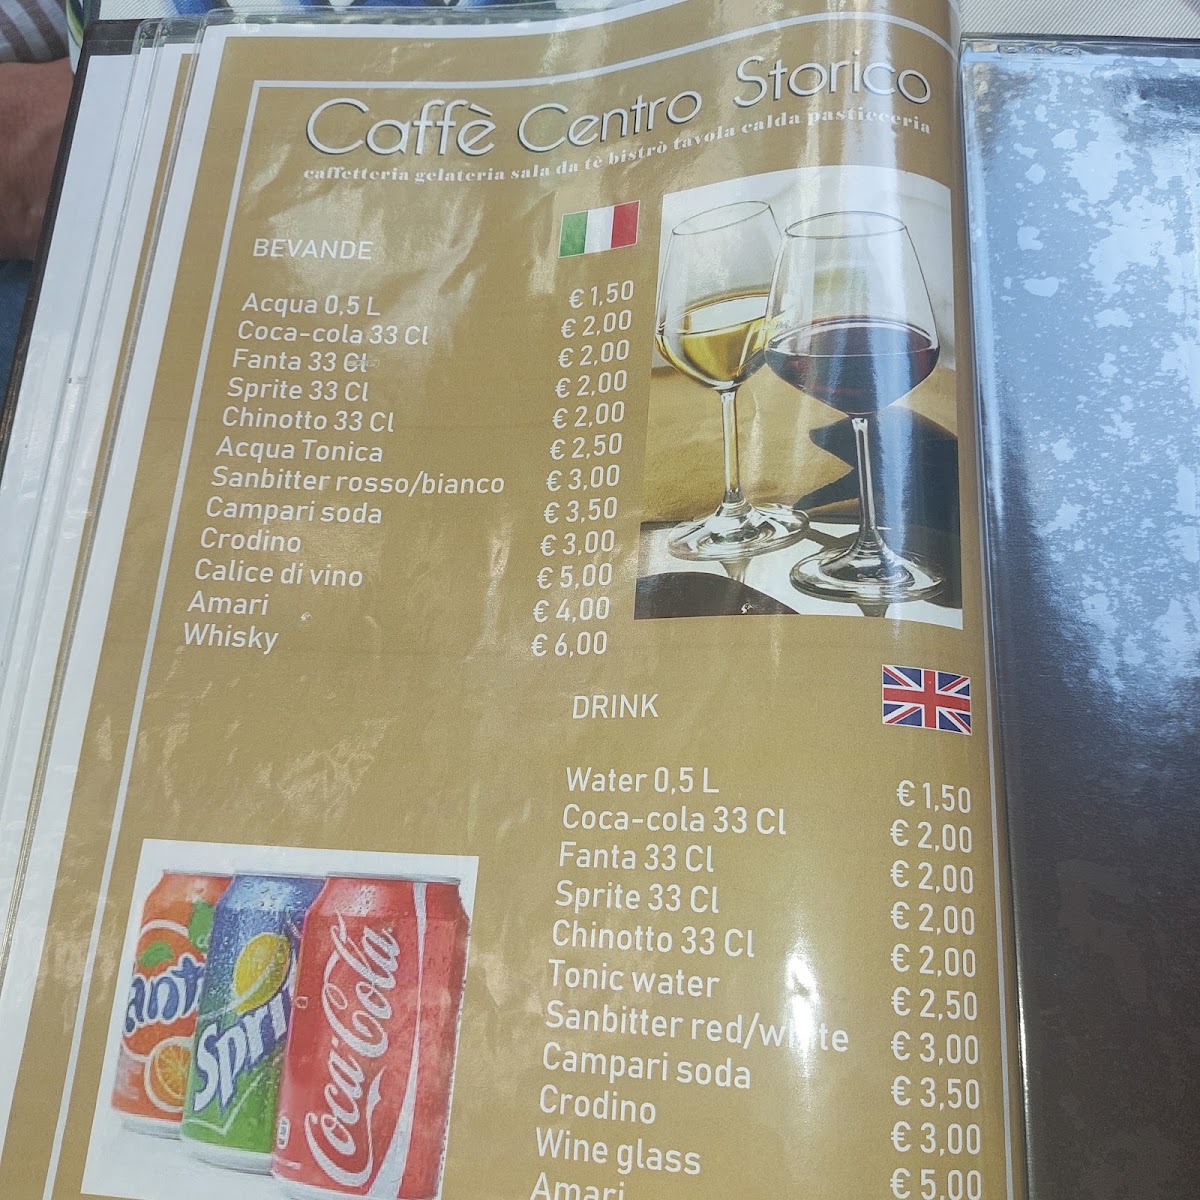 Caffè Centro Storico
caffetteria gelateria sala da tè bistrò tavola calda pasticceria
BEVANDE
Acqua 0,5 L € 1,50
Coca-cola 33 Cl € 2,00
Fanta 33 Cl € 2,00
Sprite 33 Cl € 2,00
Chinotto 33 Cl € 2,00
Acqua Tonica € 2,50
Sanbitter rosso/bianco € 3,00
Campari soda € 3,50
Crodino € 3,00
Calice di vino € 5,00
Amari € 4,00
Whisky € 6,00
DRINK
Water 0,5 L € 1,50
Coca-cola 33 Cl € 2,00
Fanta 33 Cl € 2,00
Sprite 33 Cl € 2,00
Chinotto 33 Cl € 2,00
Tonic water € 2,50
Sanbitter red/white € 3,00
Campari soda € 3,50
Crodino € 3,00
Wine glass € 5,00
Amari
Coca-Cola